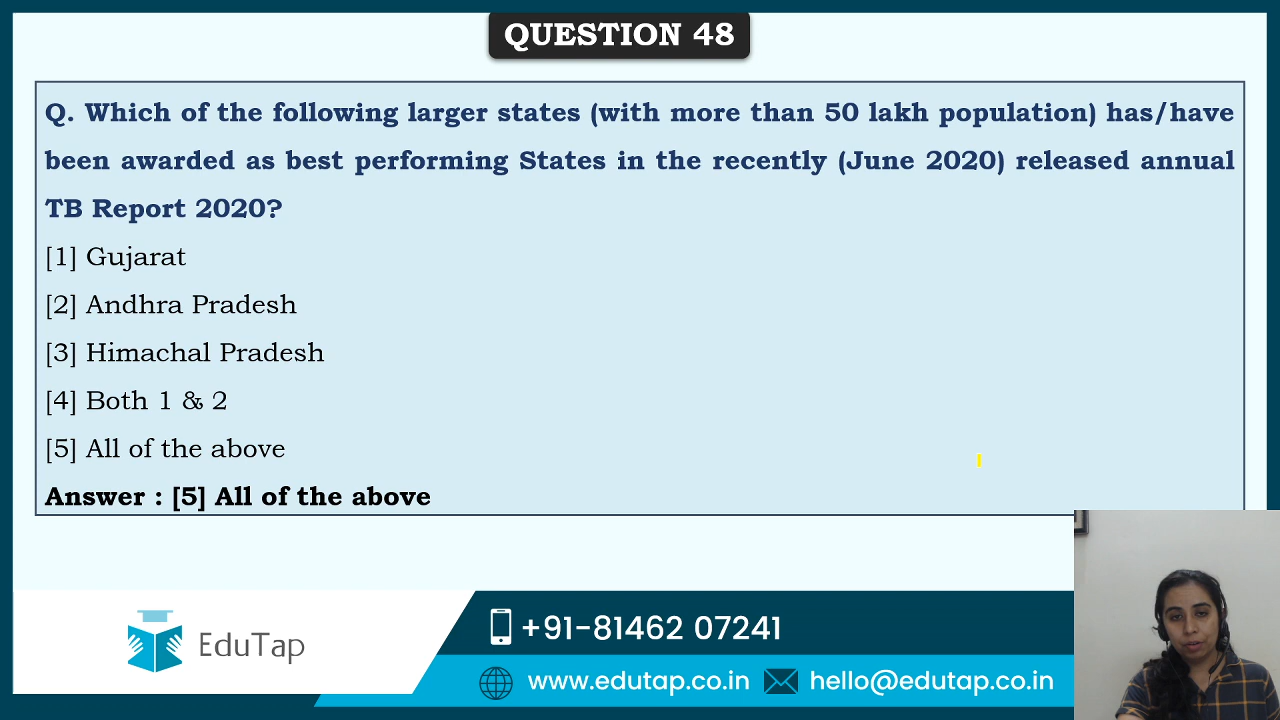 QUESTION 48
Q. Which of the following larger states (with more than 50 lakh population) has/have
been awarded as best performing States in the recently (June 2020) released annual
TB Report 2020?
[1] Gujarat
[2] Andhra Pradesh
[3] Himachal Pradesh
[4] Both 1 & 2
[5] All of the above
Answer : [5] All of the above
EduTap
+91-81462 07241
www.edutap.co.in hello@edutap.co.in